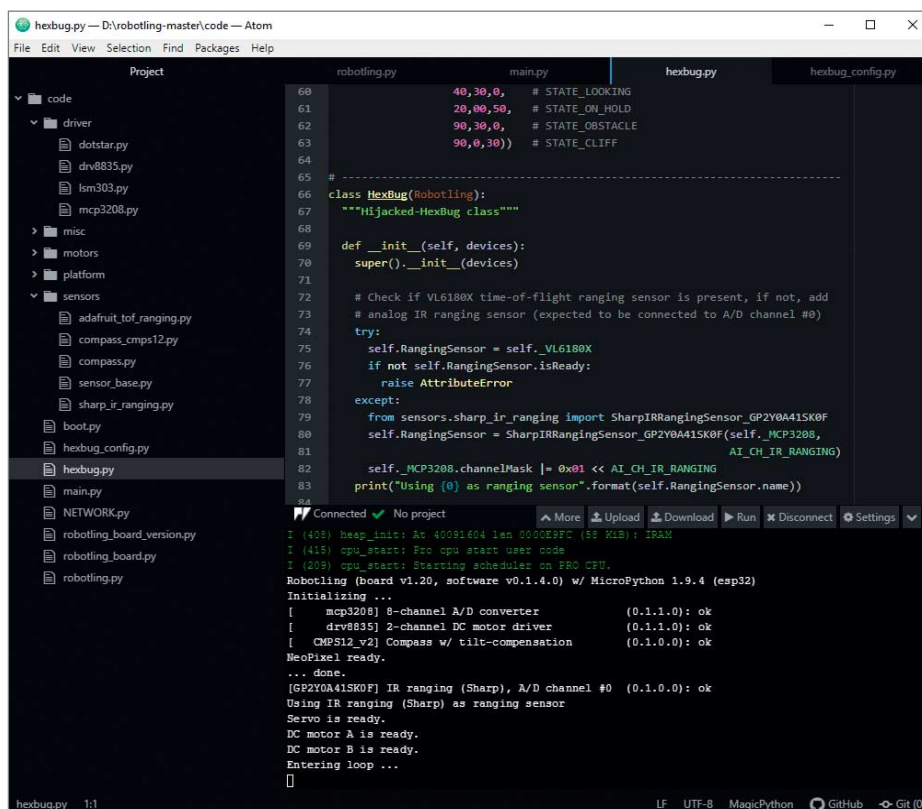 hexbug.py — D:\robotling-master\code — Atom
File Edit View Selection Find Packages Help
Project
robotling.py main.py hexbug.py hexbug_config.py
code
driver
dotstar.py
drv8835.py
lsm303.py
mcp3208.py
misc
motors
platform
sensors
adafruit_tof_ranging.py
compass_cmps12.py
compass.py
sensor_base.py
sharp_ir_ranging.py
boot.py
hexbug_config.py
hexbug.py
main.py
NETWORK.py
robotling_board_version.py
robotling_board.py
robotling.py
60 40,30,0, # STATE_LOOKING
61 20,00,50, # STATE_ON_HOLD
62 90,30,0, # STATE_OBSTACLE
63 90,0,30)) # STATE_CLIFF
64
65 # ----------------------------------------------------------------------------
66 class HexBug(Robotling):
67 """Hijacked-HexBug class"""
68
69 def __init__(self, devices):
70 super().__init__(devices)
71
72 # Check if VL6180X time-of-flight ranging sensor is present, if not, add
73 # analog IR ranging sensor (expected to be connected to A/D channel #0)
74 try:
75 self.RangingSensor = self._VL6180X
76 if not self.RangingSensor.isReady:
77 raise AttributeError
78 except:
79 from sensors.sharp_ir_ranging import SharpIRRangingSensor_GP2Y0A41SK0F
80 self.RangingSensor = SharpIRRangingSensor_GP2Y0A41SK0F(self._MCP3208,
81 AI_CH_IR_RANGING)
82 self._MCP3208.channelMask |= 0x01 << AI_CH_IR_RANGING
83 print("Using {0} as ranging sensor".format(self.RangingSensor.name))
84
Connected ✔ No project More Upload Download Run Disconnect Settings
I (408) heap_init: At 40091604 len 0000E9FC (58 KiB): IRAM
I (415) cpu_start: Pro cpu start user code
I (209) cpu_start: Starting scheduler on PRO CPU.
Robotling (board v1.20, software v0.1.4.0) w/ MicroPython 1.9.4 (esp32)
Initializing ...
[ mcp3208] 8-channel A/D converter (0.1.1.0): ok
[ drv8835] 2-channel DC motor driver (0.1.1.0): ok
[ CMPS12_v2] Compass w/ tilt-compensation (0.1.0.0): ok
NeoPixel ready.
... done.
[GP2Y0A41SK0F] IR ranging (Sharp), A/D channel #0 (0.1.0.0): ok
Using IR ranging (Sharp) as ranging sensor
Servo is ready.
DC motor A is ready.
DC motor B is ready.
Entering loop ...
hexbug.py 1:1 LF UTF-8 MagicPython GitHub Git (0